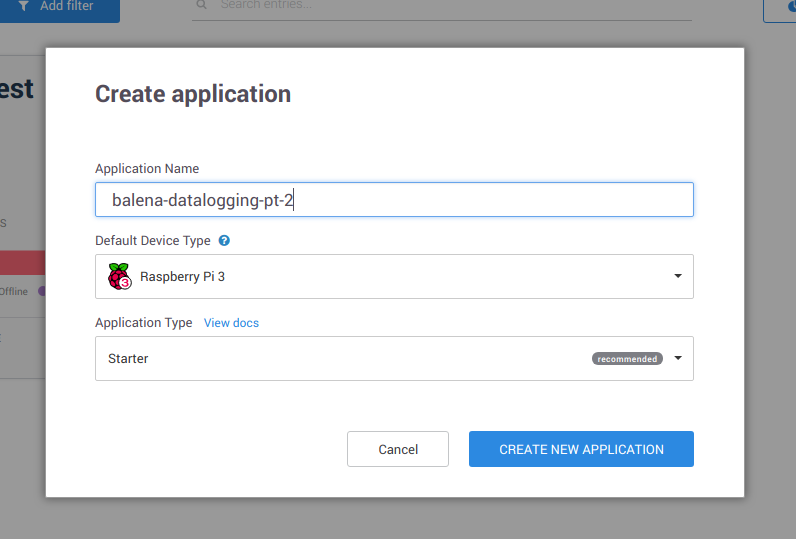 Add filter
Search entries...
est
s
Offline
Create application
Application Name
balena-datalogging-pt-2
Default Device Type ?
3
Raspberry Pi 3
Application Type View docs
Starter recommended
Cancel CREATE NEW APPLICATION